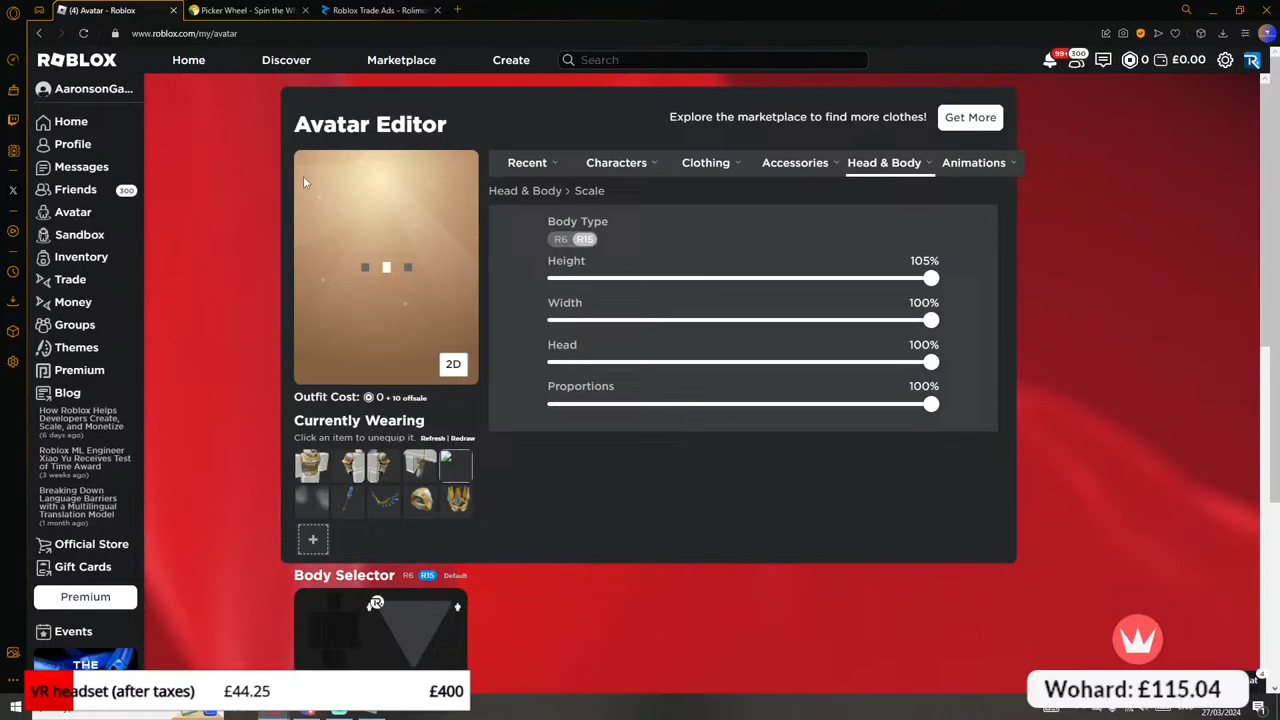 (4) Avatar - Roblox
Picker Wheel - Spin the Wh
Roblox Trade Ads - Rolimon
www.roblox.com/my/avatar
ROBLOX
Home
Discover
Marketplace
Create
Search
99+
300
0
£0.00
AaronsonGa...
Home
Profile
Messages
Friends
300
Avatar
Sandbox
Inventory
Trade
Money
Groups
Themes
Premium
Blog
How Roblox Helps
Developers Create,
Scale, and Monetize
(6 days ago)
Roblox ML Engineer
Xiao Yu Receives Test
of Time Award
(3 weeks ago)
Breaking Down
Language Barriers
with a Multilingual
Translation Model
(1 month ago)
Official Store
Gift Cards
Premium
Events
THE
Avatar Editor
Explore the marketplace to find more clothes!
Get More
Recent
Characters
Clothing
Accessories
Head & Body
Animations
Head & Body > Scale
Body Type
R6 R15
Height 105%
Width 100%
Head 100%
Proportions 100%
2D
Outfit Cost: 0 + 10 offsale
Currently Wearing
Click an item to unequip it. Refresh | Redraw
+
Body Selector R6 R15 Default
VR headset (after taxes) £44.25 £400
Wohard: £115.04
27/03/2024